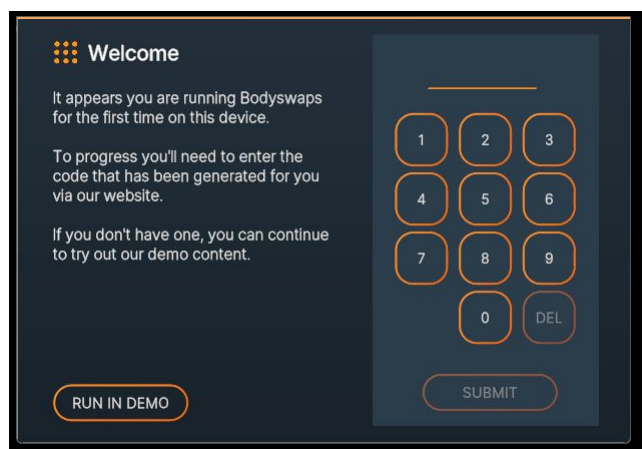 Welcome
It appears you are running Bodyswaps
for the first time on this device.
To progress you'll need to enter the
code that has been generated for you
via our website.
If you don't have one, you can continue
to try out our demo content.
RUN IN DEMO
1 2 3
4 5 6
7 8 9
0 DEL
SUBMIT